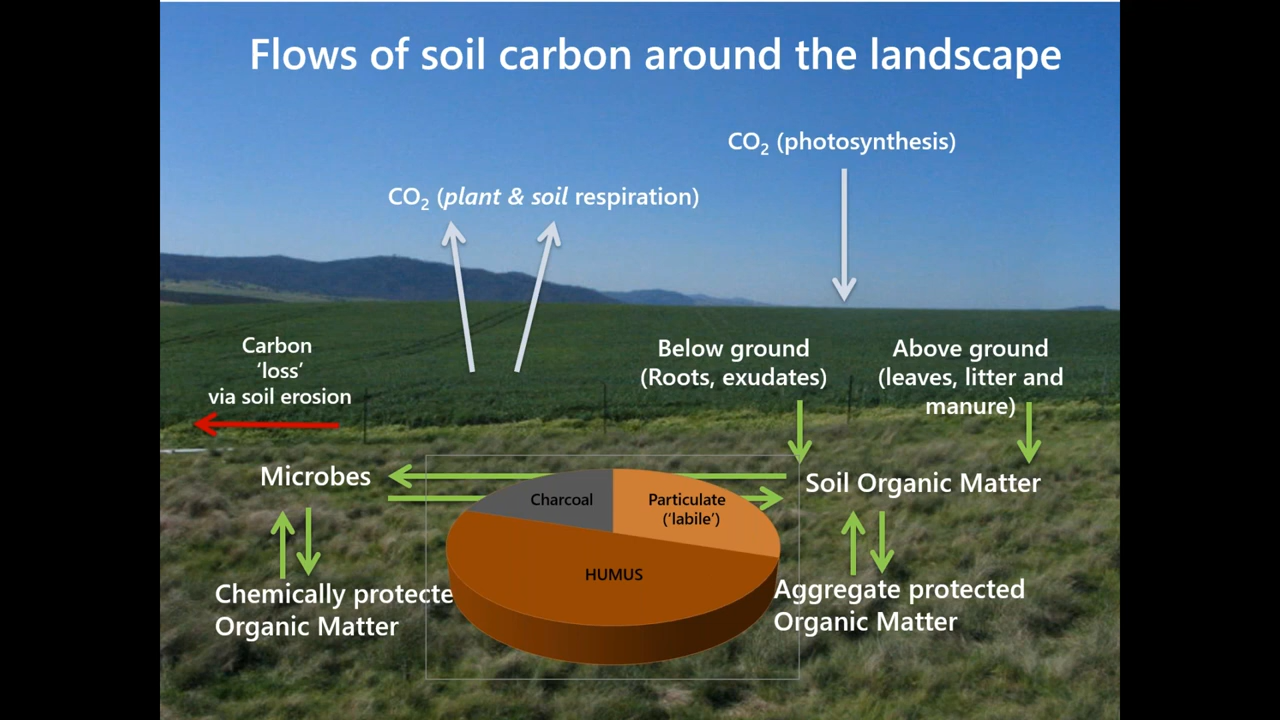 Flows of soil carbon around the landscape
CO₂ (photosynthesis)
CO₂ (plant & soil respiration)
Carbon
‘loss’
via soil erosion
Below ground
(Roots, exudates)
Above ground
(leaves, litter and
manure)
Microbes
Soil Organic Matter
Charcoal
Particulate
(‘labile’)
HUMUS
Chemically protecte
Organic Matter
Aggregate protected
Organic Matter